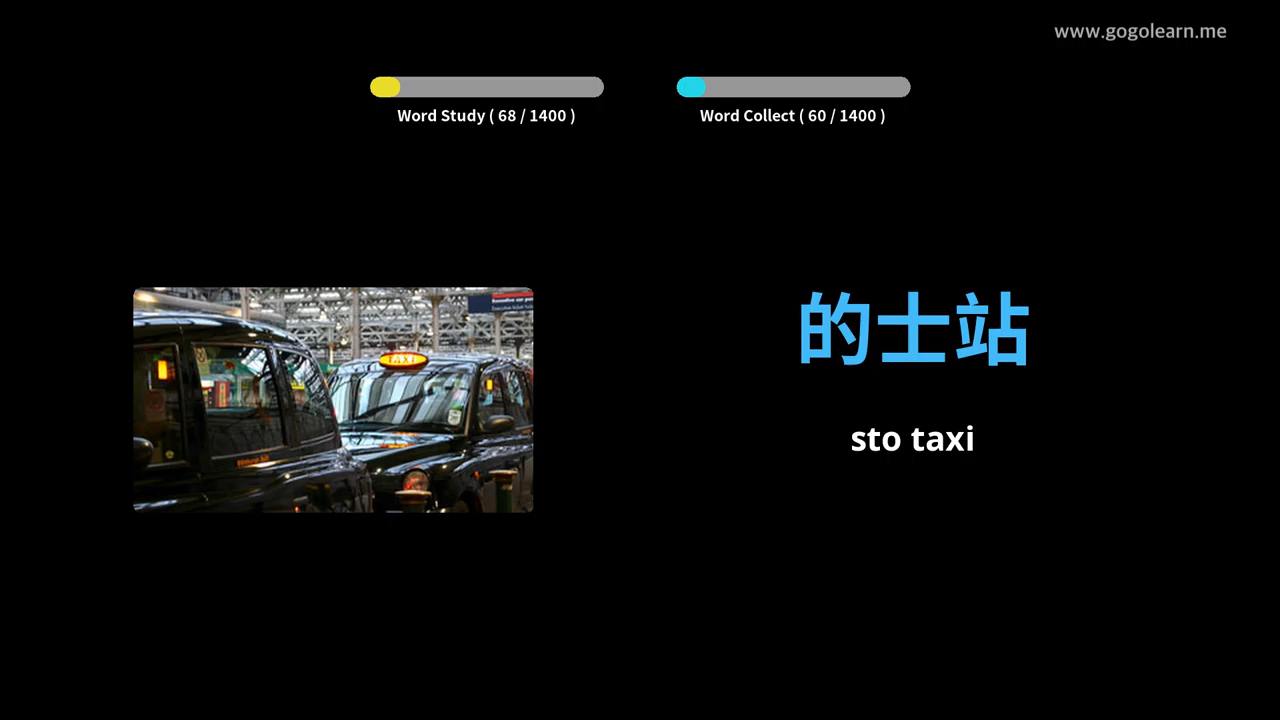 www.gogolearn.me
Word Study ( 68 / 1400 )
Word Collect ( 60 / 1400 )
TAXI
的士站
sto taxi